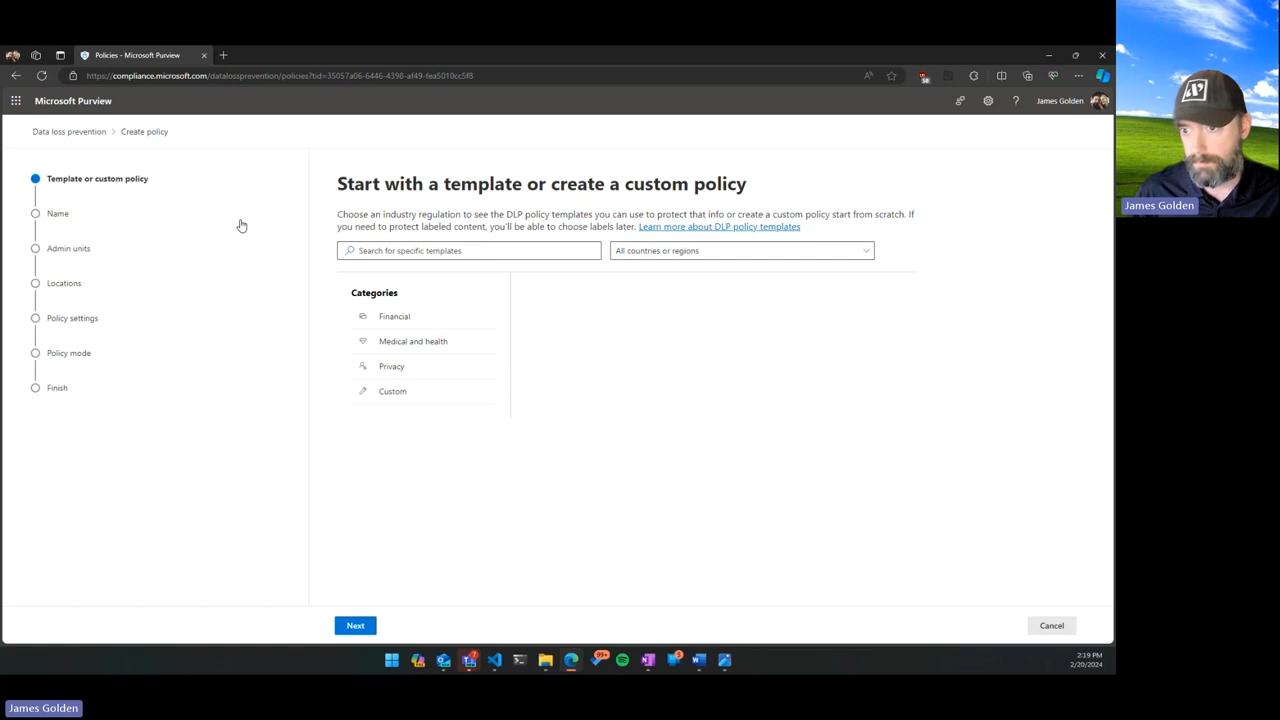 Policies - Microsoft Purview
https://compliance.microsoft.com/datalossprevention/policies?tid=35057a06-6446-4398-af49-fea5010cc5f8
Microsoft Purview
James Golden
Data loss prevention > Create policy
Template or custom policy
Name
Admin units
Locations
Policy settings
Policy mode
Finish
Start with a template or create a custom policy
Choose an industry regulation to see the DLP policy templates you can use to protect that info or create a custom policy start from scratch. If
you need to protect labeled content, you'll be able to choose labels later. Learn more about DLP policy templates
Search for specific templates
All countries or regions
Categories
Financial
Medical and health
Privacy
Custom
Next
Cancel
99+
2:19 PM
2/20/2024
James Golden
James Golden